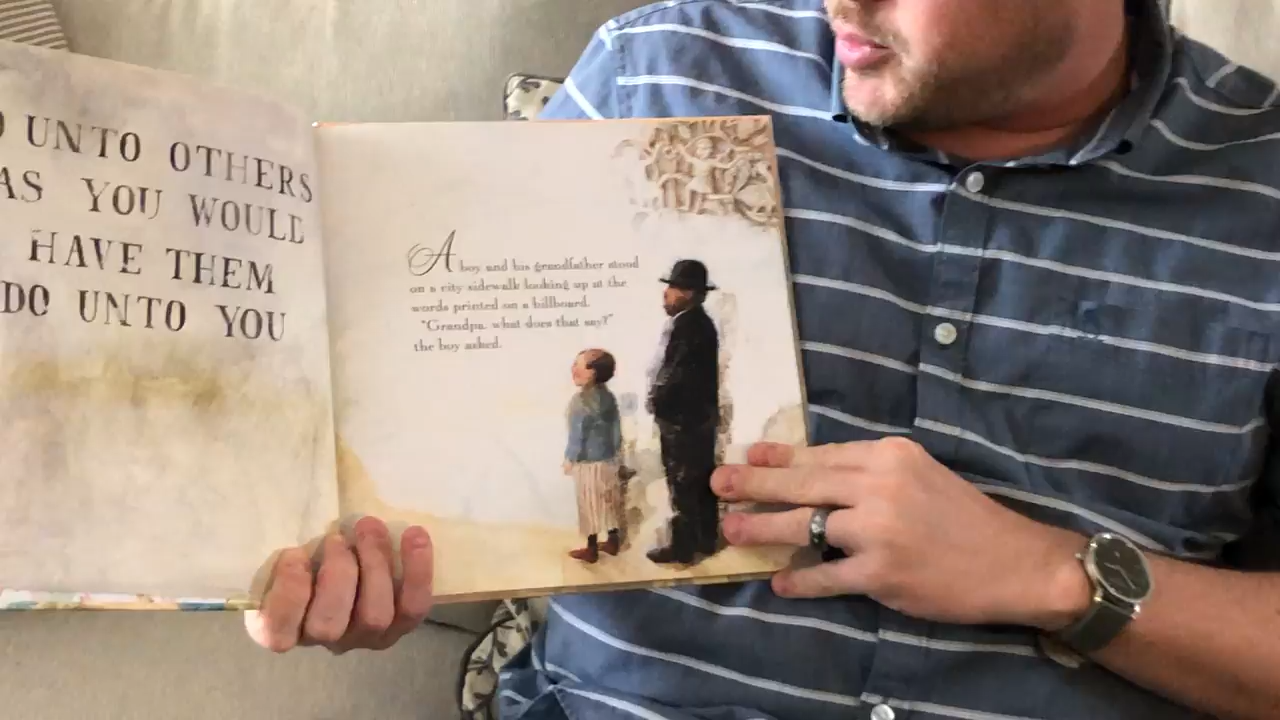 UNTO OTHERS
AS YOU WOULD
HAVE THEM
DO UNTO YOU
A boy and his grandfather stood
on a city sidewalk looking up at the
words printed on a billboard.
"Grandpa, what does that say?"
the boy asked.